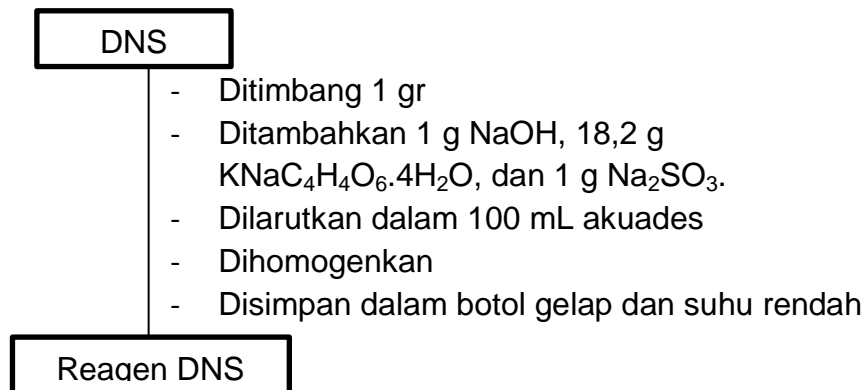 DNS
- Ditimbang 1 gr
- Ditambahkan 1 g NaOH, 18,2 g
KNaC₄H₄O₆.4H₂O, dan 1 g Na₂SO₃.
- Dilarutkan dalam 100 mL akuades
- Dihomogenkan
- Disimpan dalam botol gelap dan suhu rendah
Reagen DNS